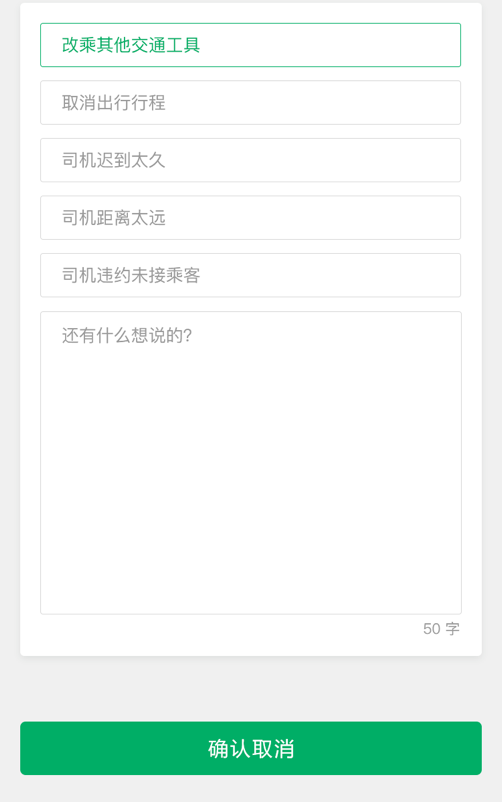 改乘其他交通工具
取消出行行程
司机迟到太久
司机距离太远
司机违约未接乘客
还有什么想说的?
50 字
确认取消